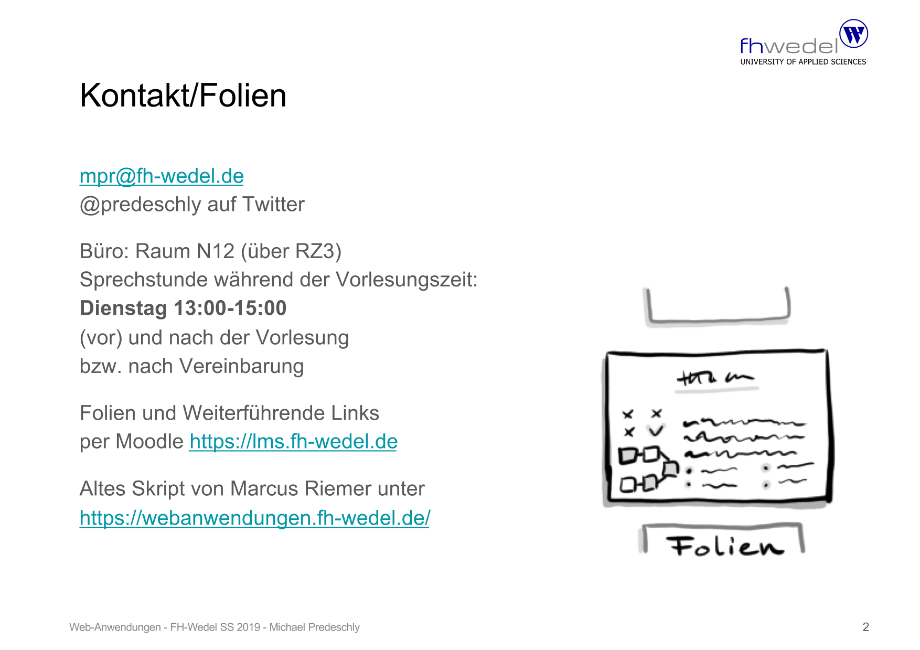 fhwedel
UNIVERSITY OF APPLIED SCIENCES
Kontakt/Folien
mpr@fh-wedel.de
@predeschly auf Twitter
Büro: Raum N12 (über RZ3)
Sprechstunde während der Vorlesungszeit:
Dienstag 13:00-15:00
(vor) und nach der Vorlesung
bzw. nach Vereinbarung
Folien und Weiterführende Links
per Moodle https://lms.fh-wedel.de
Altes Skript von Marcus Riemer unter
https://webanwendungen.fh-wedel.de/
Folien
Web-Anwendungen - FH-Wedel SS 2019 - Michael Predeschly
2